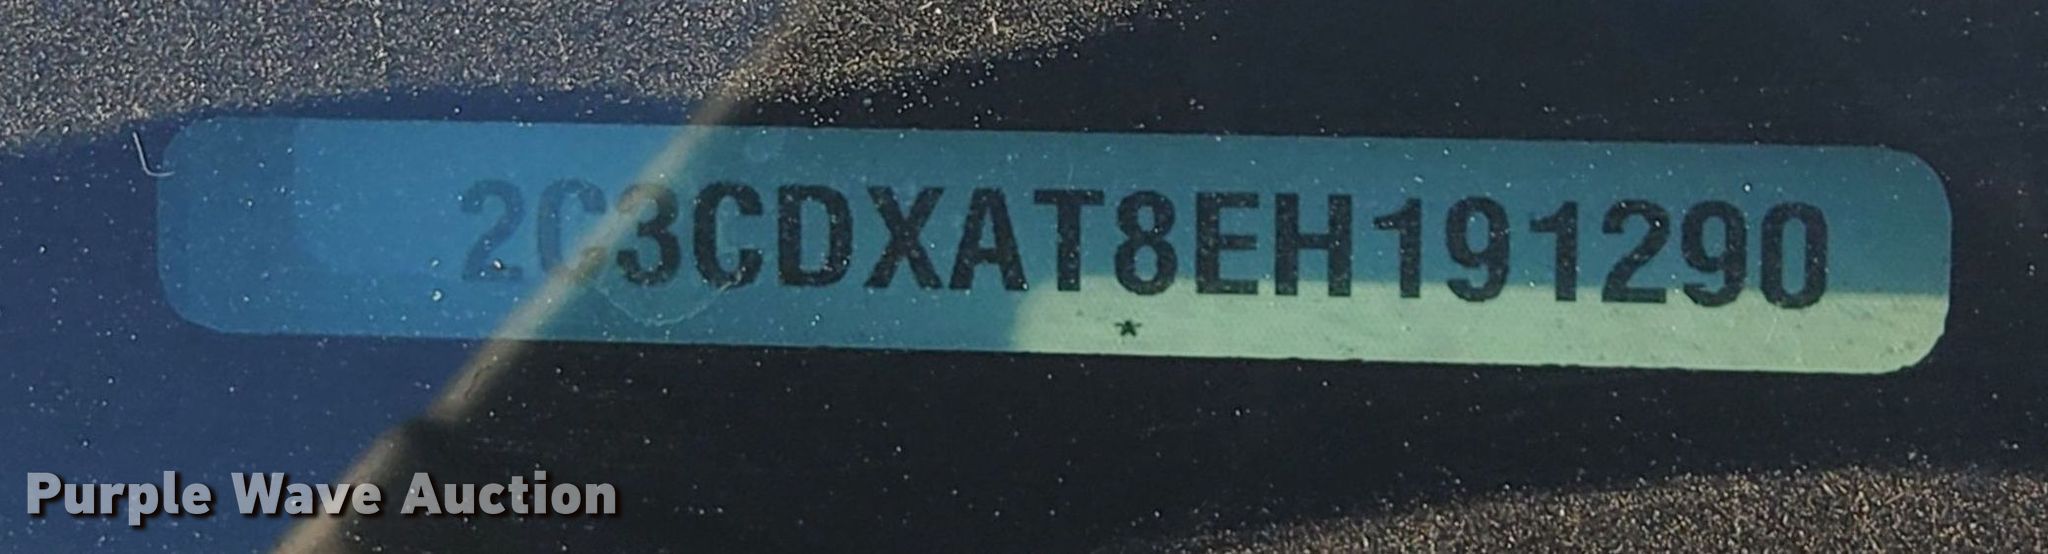 2C3CDXAT8EH191290
*
Purple Wave Auction